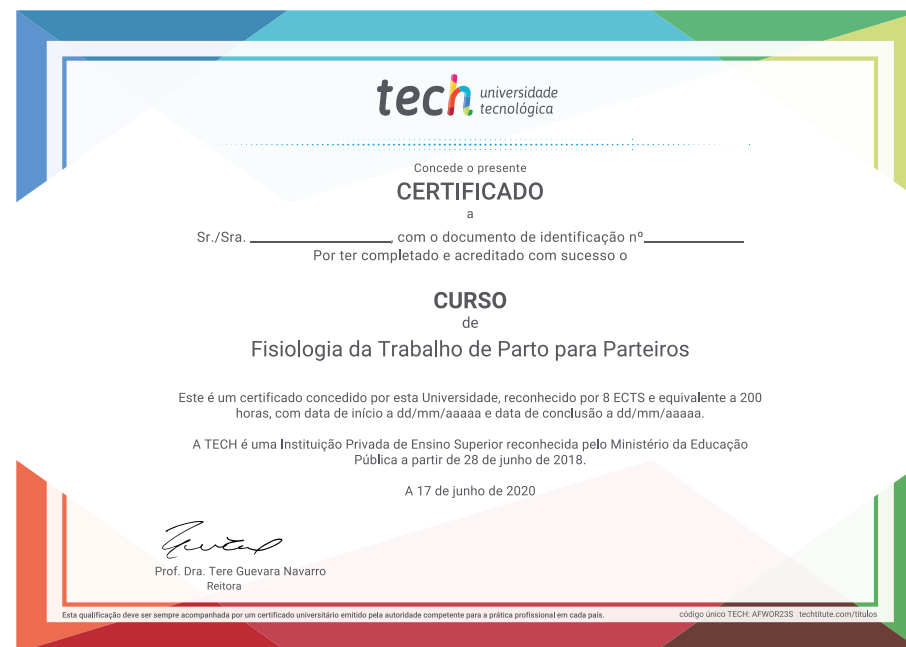 tech universidade
tecnológica
Concede o presente
CERTIFICADO
a
Sr./Sra. ____________________, com o documento de identificação nº______________
Por ter completado e acreditado com sucesso o
CURSO
de
Fisiologia da Trabalho de Parto para Parteiros
Este é um certificado concedido por esta Universidade, reconhecido por 8 ECTS e equivalente a 200
horas, com data de início a dd/mm/aaaaa e data de conclusão a dd/mm/aaaaa.
A TECH é uma Instituição Privada de Ensino Superior reconhecida pelo Ministério da Educação
Pública a partir de 28 de junho de 2018.
A 17 de junho de 2020
Prof. Dra. Tere Guevara Navarro
Reitora
Esta qualificação deve ser sempre acompanhada por um certificado universitário emitido pela autoridade competente para a prática profissional em cada país.
código único TECH: AFWOR23S techtitute.com/titulos